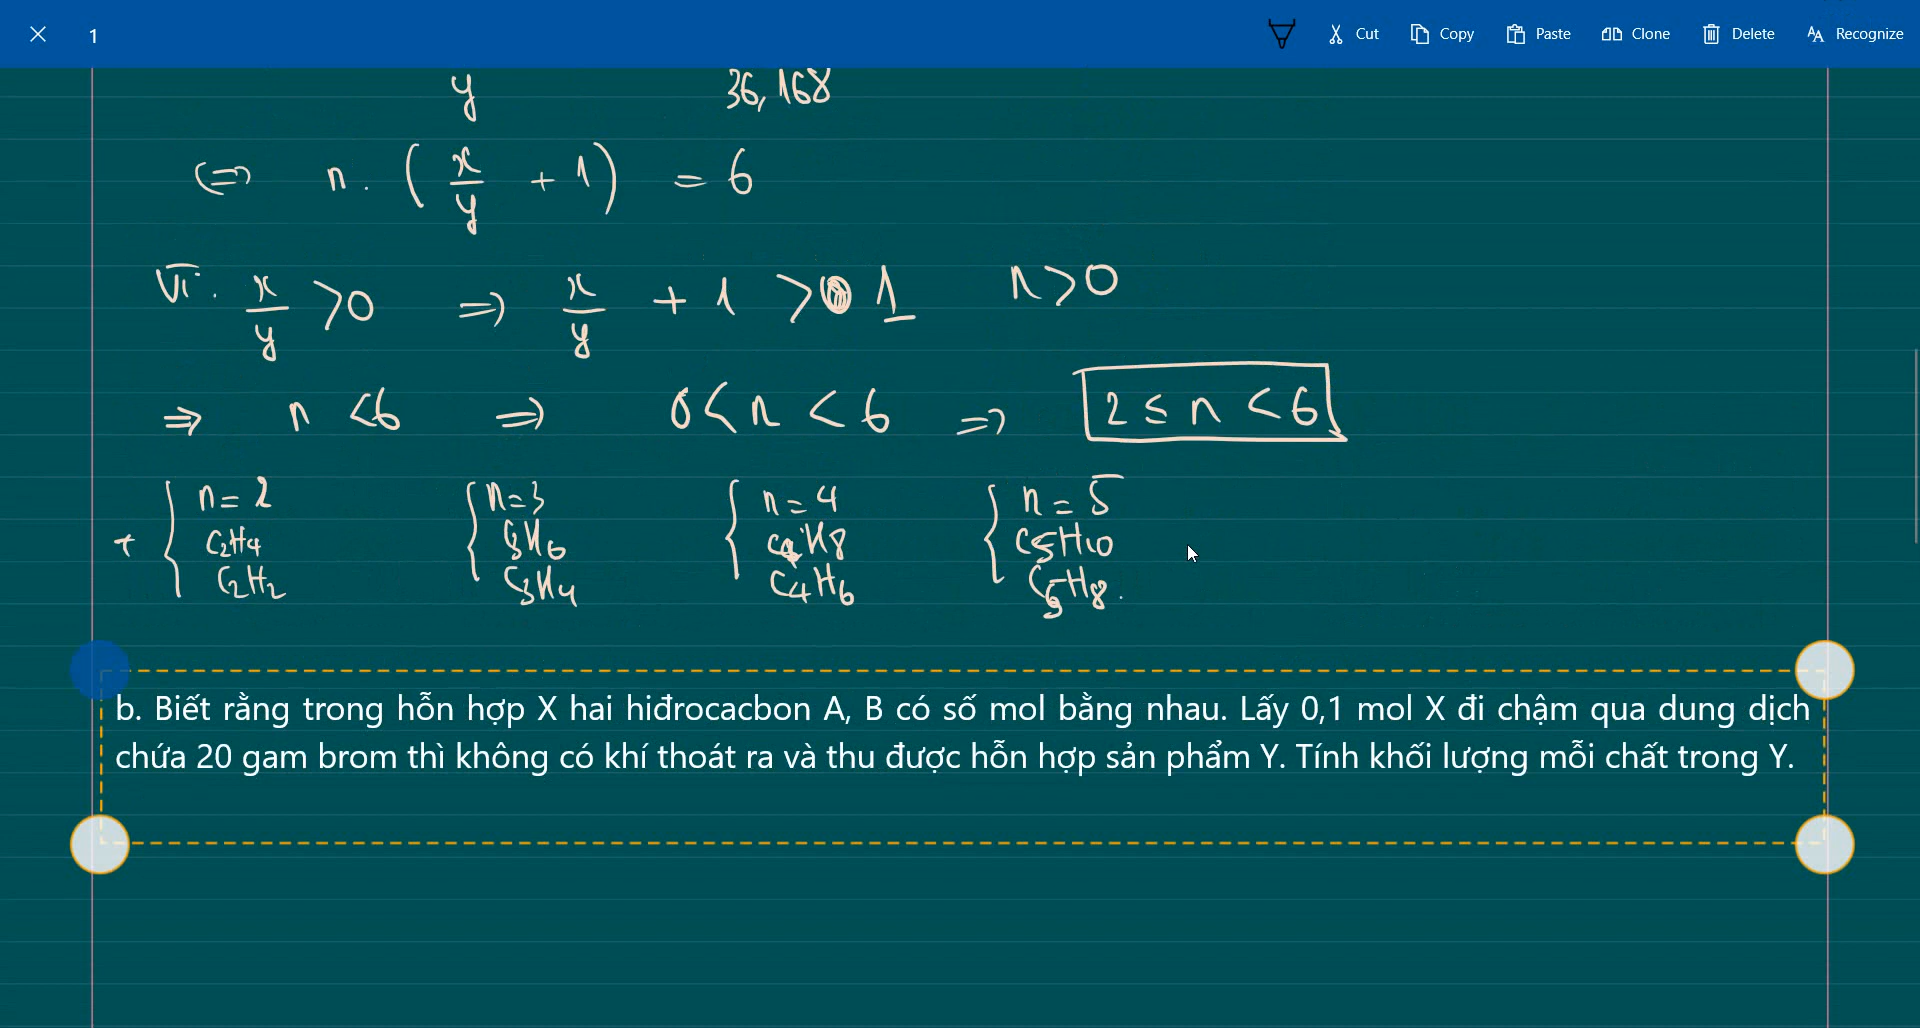 1 Cut Copy Paste Clone Delete Recognize
y 36,168
<=> n. (x/y + 1) = 6
Vì. x/y >0 => x/y + 1 > 1 n>0
=> n <6 => 0< n < 6 => 2 ≤ n < 6
+ { n = 2 { n = 3 { n = 4 { n = 5
C2H4 C3H6 C4H8 C5H10
C2H2 C3H4 C4H6 C5H8.
b. Biết rằng trong hỗn hợp X hai hiđrocacbon A, B có số mol bằng nhau. Lấy 0,1 mol X đi chậm qua dung dịch
chứa 20 gam brom thì không có khí thoát ra và thu được hỗn hợp sản phẩm Y. Tính khối lượng mỗi chất trong Y.